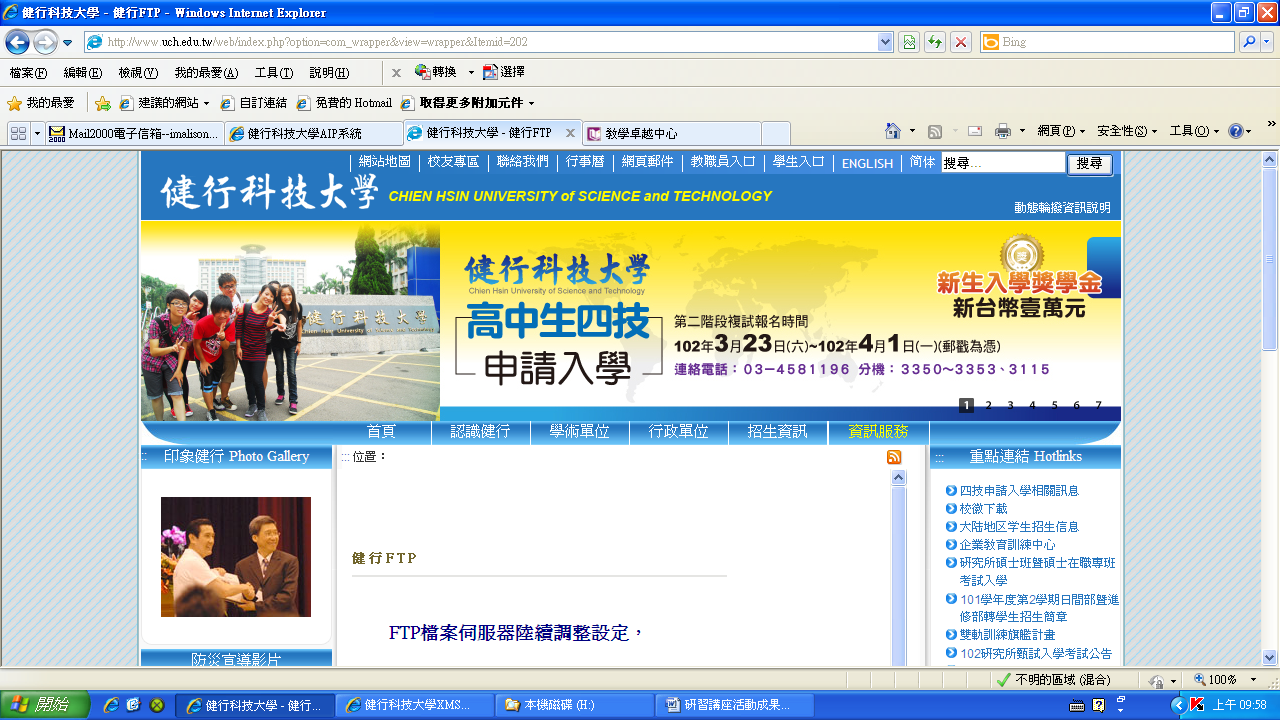 健行科技大學 - 健行FTP - Windows Internet Explorer
http://www.uch.edu.tw/web/index.php?option=com_wrapper&view=wrapper&Itemid=202
Bing
檔案(F) 編輯(E) 檢視(V) 我的最愛(A) 工具(T) 說明(H) 轉換 選擇
我的最愛 建議的網站 自訂連結 免費的 Hotmail 取得更多附加元件
Mail2000電子信箱--imalison... 健行科技大學AIP系統 健行科技大學 - 健行FTP 教學卓越中心
網頁(P) 安全性(S) 工具(O)
網站地圖 校友專區 聯絡我們 行事曆 網頁郵件 教職員入口 學生入口 ENGLISH 简体 搜尋... 搜尋
健行科技大學 CHIEN HSIN UNIVERSITY of SCIENCE and TECHNOLOGY
動態輪撥資訊說明
健行科技大學
Chien Hsin University of Science and Technology
高中生四技
申請入學
第二階段複試報名時間
102年3月23日(六)~102年4月1日(一)(郵戳為憑)
連絡電話：03－4581196 分機：3350～3353、3115
新生入學獎學金
新台幣壹萬元
健行科技大學
Chien Hsin University of Science and Technology
1 2 3 4 5 6 7
首頁 認識健行 學術單位 行政單位 招生資訊 資訊服務
印象健行 Photo Gallery
防災宣導影片
::: 位置：
健行FTP
FTP檔案伺服器陸續調整設定，
::: 重點連結 Hotlinks
四技申請入學相關訊息
校徽下載
大陆地区学生招生信息
企業教育訓練中心
研究所碩士班暨碩士在職專班
考試入學
101學年度第2學期日間部暨進
修部轉學生招生簡章
雙軌訓練旗艦計畫
102研究所甄試入學考試公告
不明的區域 (混合) 100%
開始 健行科技大學 - 健行... 健行科技大學XMS... 本機磁碟 (H:) 研習講座活動成果... 上午 09:58